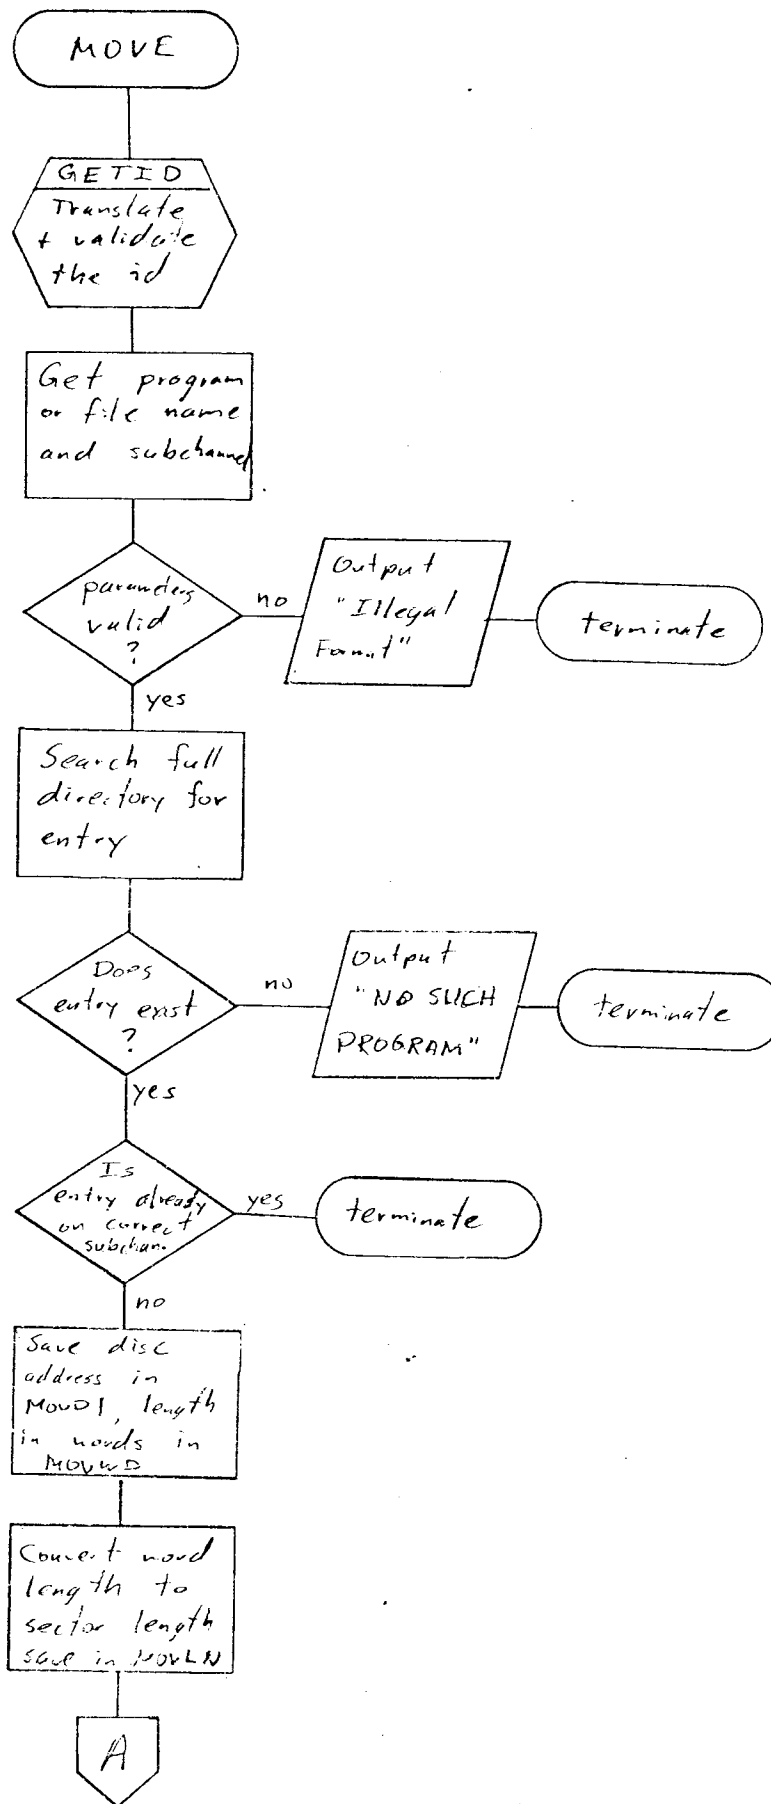 MOVE
GETID
Translate
+ validate
the id
Get program
or file name
and subchannel
parameters
valid
?
no
Output
"Illegal
Format"
terminate
yes
Search full
directory for
entry
Does
entry exist
?
no
Output
"NO SUCH
PROGRAM"
terminate
yes
Is
entry already
on correct
subchan.
yes
terminate
no
Save disc
address in
MOVD1, length
in words in
MOVWD
Convert word
length to
sector length
save in MOVLN
A